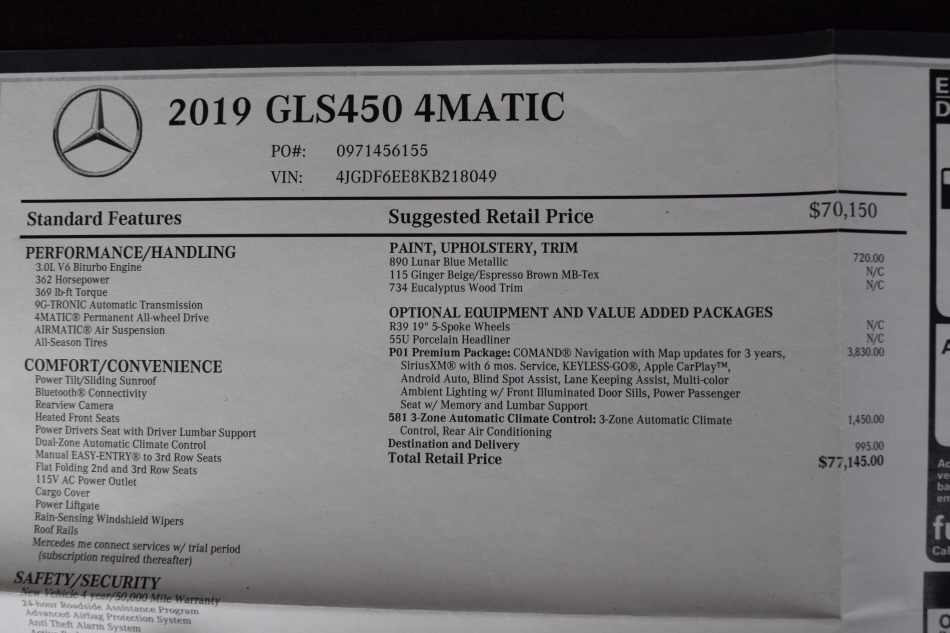 2019 GLS450 4MATIC
PO#: 0971456155
VIN: 4JGDF6EE8KB218049
Standard Features
PERFORMANCE/HANDLING
3.0L V6 Biturbo Engine
362 Horsepower
369 lb-ft Torque
9G-TRONIC Automatic Transmission
4MATIC® Permanent All-wheel Drive
AIRMATIC® Air Suspension
All-Season Tires
COMFORT/CONVENIENCE
Power Tilt/Sliding Sunroof
Bluetooth® Connectivity
Rearview Camera
Heated Front Seats
Power Drivers Seat with Driver Lumbar Support
Dual-Zone Automatic Climate Control
Manual EASY-ENTRY® to 3rd Row Seats
Flat Folding 2nd and 3rd Row Seats
115V AC Power Outlet
Cargo Cover
Power Liftgate
Rain-Sensing Windshield Wipers
Roof Rails
Mercedes me connect services w/ trial period
(subscription required thereafter)
SAFETY/SECURITY
New Vehicle 4 year/50,000 Mile Warranty
24-hour Roadside Assistance Program
Advanced Airbag Protection System
Anti Theft Alarm System
Suggested Retail Price $70,150
PAINT, UPHOLSTERY, TRIM
890 Lunar Blue Metallic 720.00
115 Ginger Beige/Espresso Brown MB-Tex N/C
734 Eucalyptus Wood Trim N/C
OPTIONAL EQUIPMENT AND VALUE ADDED PACKAGES
R39 19" 5-Spoke Wheels N/C
55U Porcelain Headliner N/C
P01 Premium Package: COMAND® Navigation with Map updates for 3 years, 3,830.00
SiriusXM® with 6 mos. Service, KEYLESS-GO®, Apple CarPlay™,
Android Auto, Blind Spot Assist, Lane Keeping Assist, Multi-color
Ambient Lighting w/ Front Illuminated Door Sills, Power Passenger
Seat w/ Memory and Lumbar Support
581 3-Zone Automatic Climate Control: 3-Zone Automatic Climate 1,450.00
Control, Rear Air Conditioning
Destination and Delivery 995.00
Total Retail Price $77,145.00